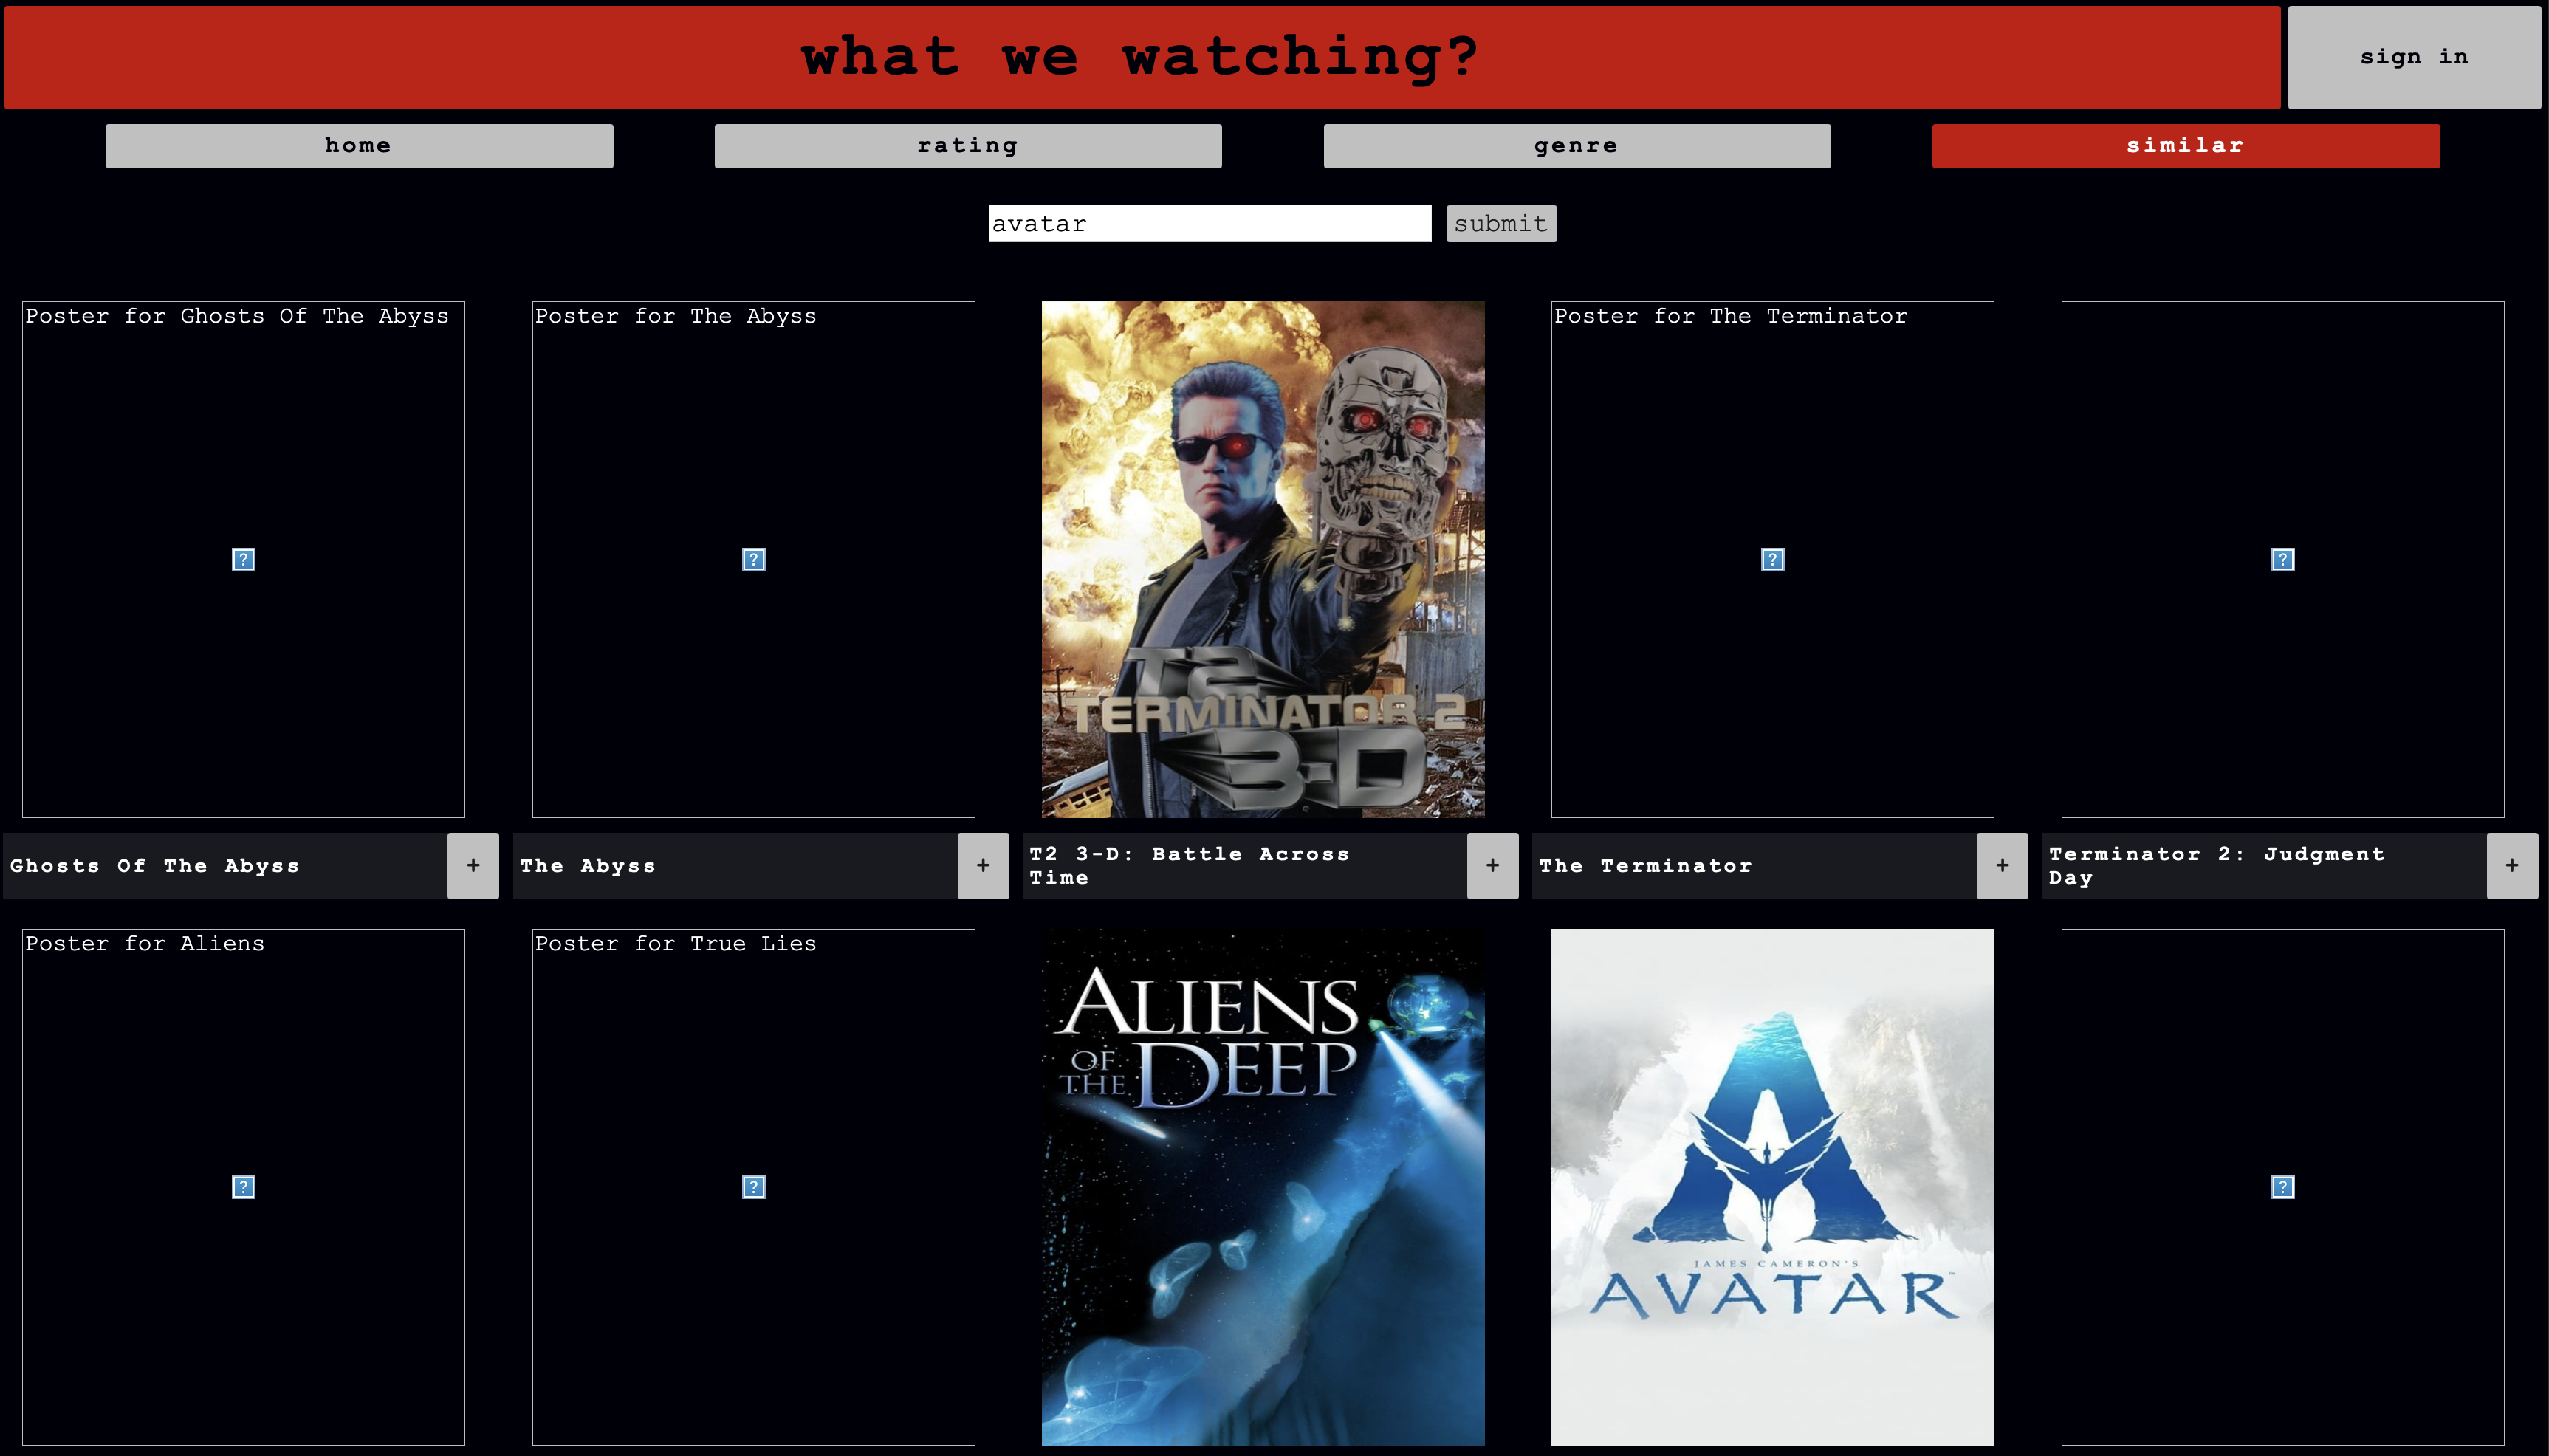 what we watching?
sign in
home
rating
genre
similar
avatar
submit
Poster for Ghosts Of The Abyss
Poster for The Abyss
T2
TERMINATOR 2
3-D
Poster for The Terminator
?
?
?
?
Ghosts Of The Abyss
+
The Abyss
+
T2 3-D: Battle Across
Time
+
The Terminator
+
Terminator 2: Judgment
Day
+
Poster for Aliens
Poster for True Lies
ALIENS
OF
THE DEEP
JAMES CAMERON'S
AVATAR™
?
?
?